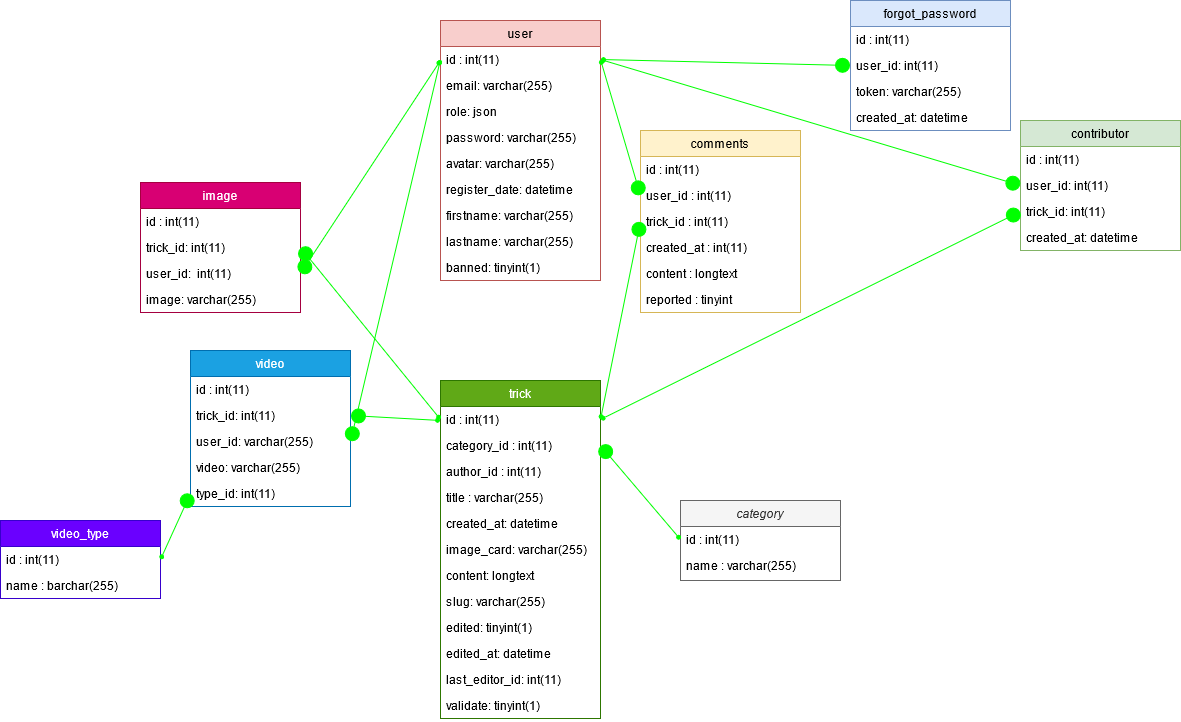 forgot_password
id : int(11)
user_id: int(11)
token: varchar(255)
created_at: datetime
user
id : int(11)
email: varchar(255)
role: json
password: varchar(255)
avatar: varchar(255)
register_date: datetime
firstname: varchar(255)
lastname: varchar(255)
banned: tinyint(1)
contributor
id : int(11)
user_id: int(11)
trick_id: int(11)
created_at: datetime
comments
id : int(11)
user_id : int(11)
trick_id : int(11)
created_at : int(11)
content : longtext
reported : tinyint
image
id : int(11)
trick_id: int(11)
user_id:  int(11)
image: varchar(255)
video
id : int(11)
trick_id: int(11)
user_id: varchar(255)
video: varchar(255)
type_id: int(11)
trick
id : int(11)
category_id : int(11)
author_id : int(11)
title : varchar(255)
created_at: datetime
image_card: varchar(255)
content: longtext
slug: varchar(255)
edited: tinyint(1)
edited_at: datetime
last_editor_id: int(11)
validate: tinyint(1)
category
id : int(11)
name : varchar(255)
video_type
id : int(11)
name : barchar(255)